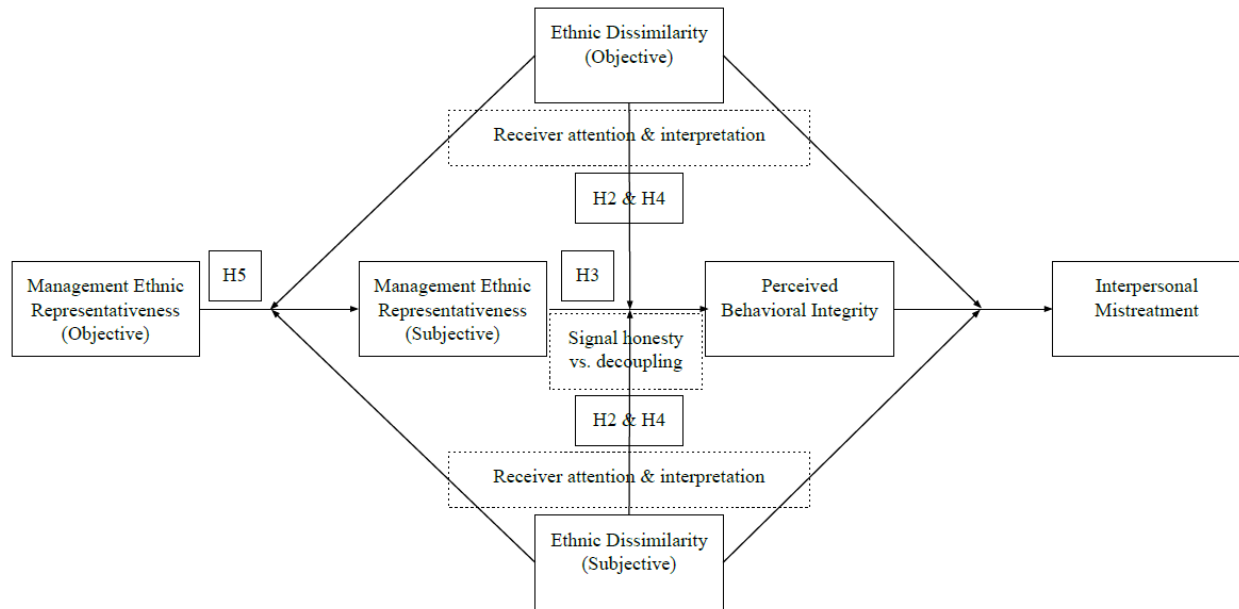 Ethnic Dissimilarity
(Objective)
Receiver attention & interpretation
H2 & H4
H5
H3
Management Ethnic
Representativeness
(Objective)
Management Ethnic
Representativeness
(Subjective)
Perceived
Behavioral Integrity
Interpersonal
Mistreatment
Signal honesty
vs. decoupling
H2 & H4
Receiver attention & interpretation
Ethnic Dissimilarity
(Subjective)